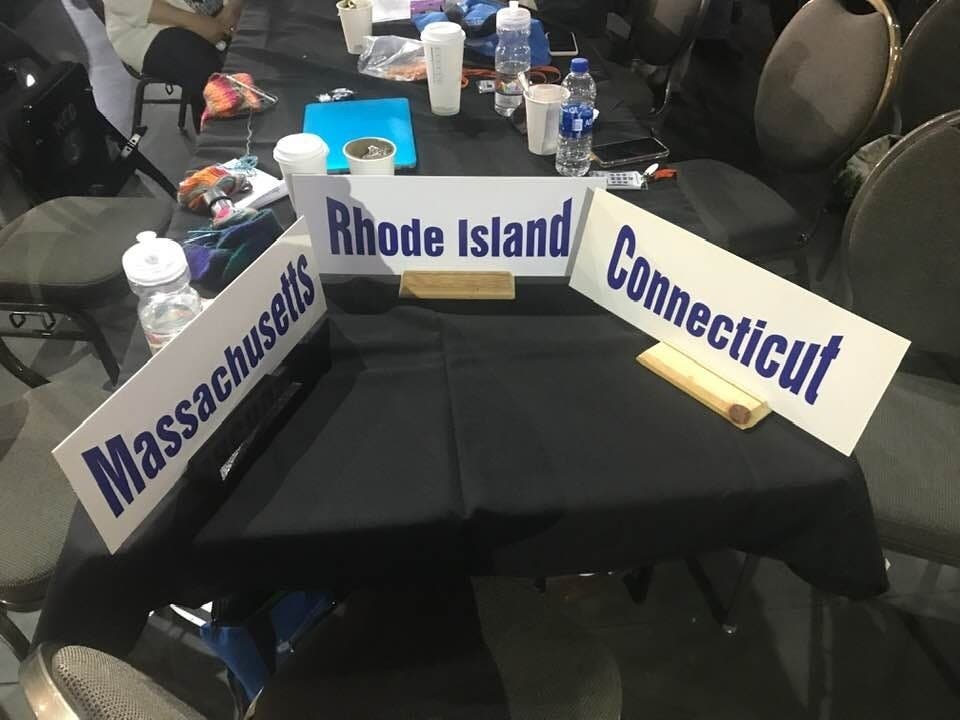 Massachusetts
Rhode Island
Connecticut